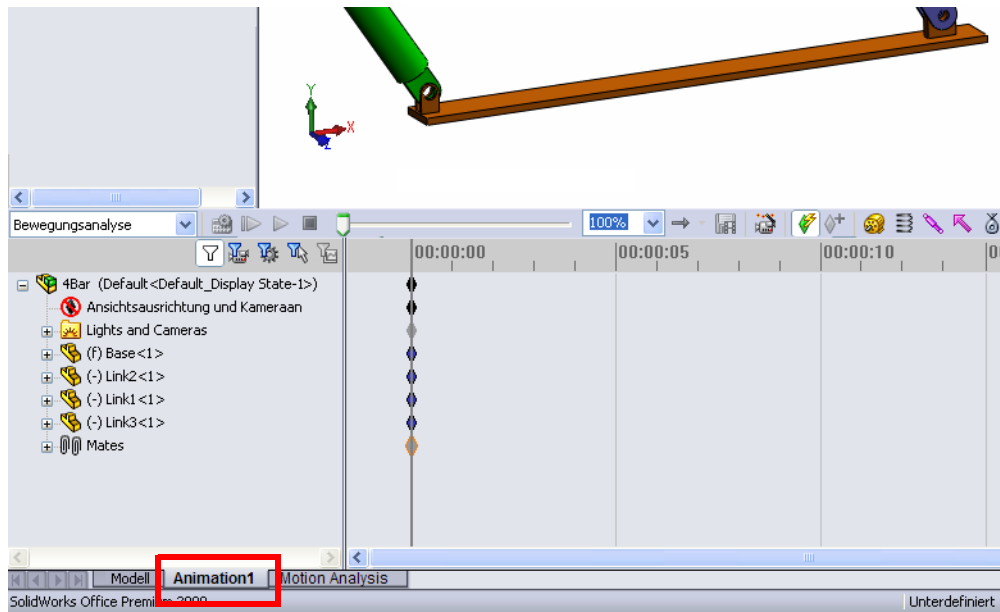 Y
X
Z
Bewegungsanalyse
100%
00:00:00
00:00:05
00:00:10
4Bar (Default<Default_Display State-1>)
Ansichtsausrichtung und Kameraan
Lights and Cameras
(f) Base<1>
(-) Link2<1>
(-) Link1<1>
(-) Link3<1>
Mates
Modell
Animation1
Motion Analysis
SolidWorks Office Premium 2009
Unterdefiniert